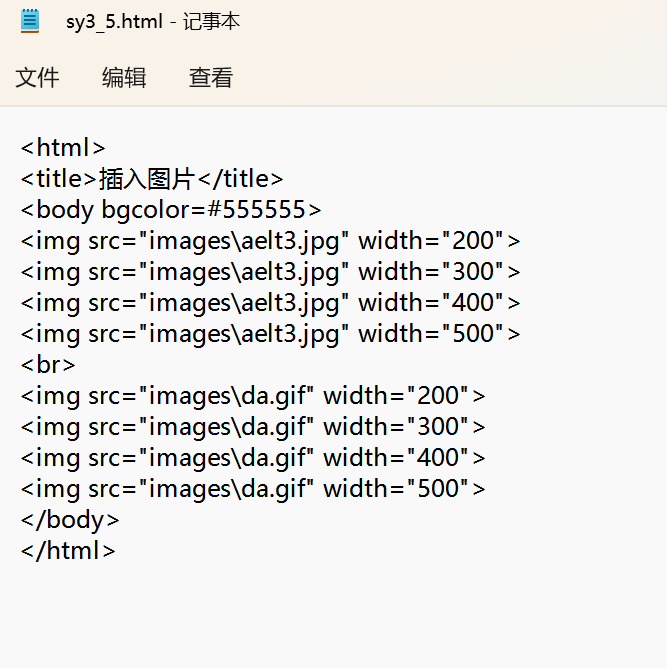 sy3_5.html - 记事本
文件 编辑 查看
<html>
<title>插入图片</title>
<body bgcolor=#555555>
<img src="images\aelt3.jpg" width="200">
<img src="images\aelt3.jpg" width="300">
<img src="images\aelt3.jpg" width="400">
<img src="images\aelt3.jpg" width="500">
<br>
<img src="images\da.gif" width="200">
<img src="images\da.gif" width="300">
<img src="images\da.gif" width="400">
<img src="images\da.gif" width="500">
</body>
</html>